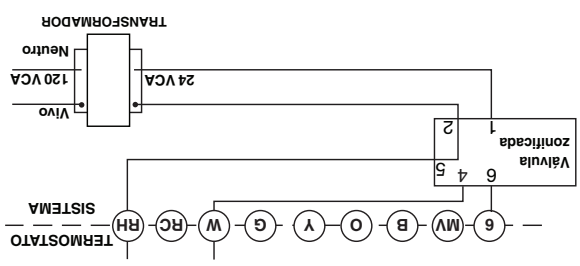 TERMOSTATO
6 MV B O Y G W RC RH
SISTEMA
6 4 5
Válvula
zonificada
1 2
Vivo
24 VCA 120 VCA
Neutro
TRANSFORMADOR